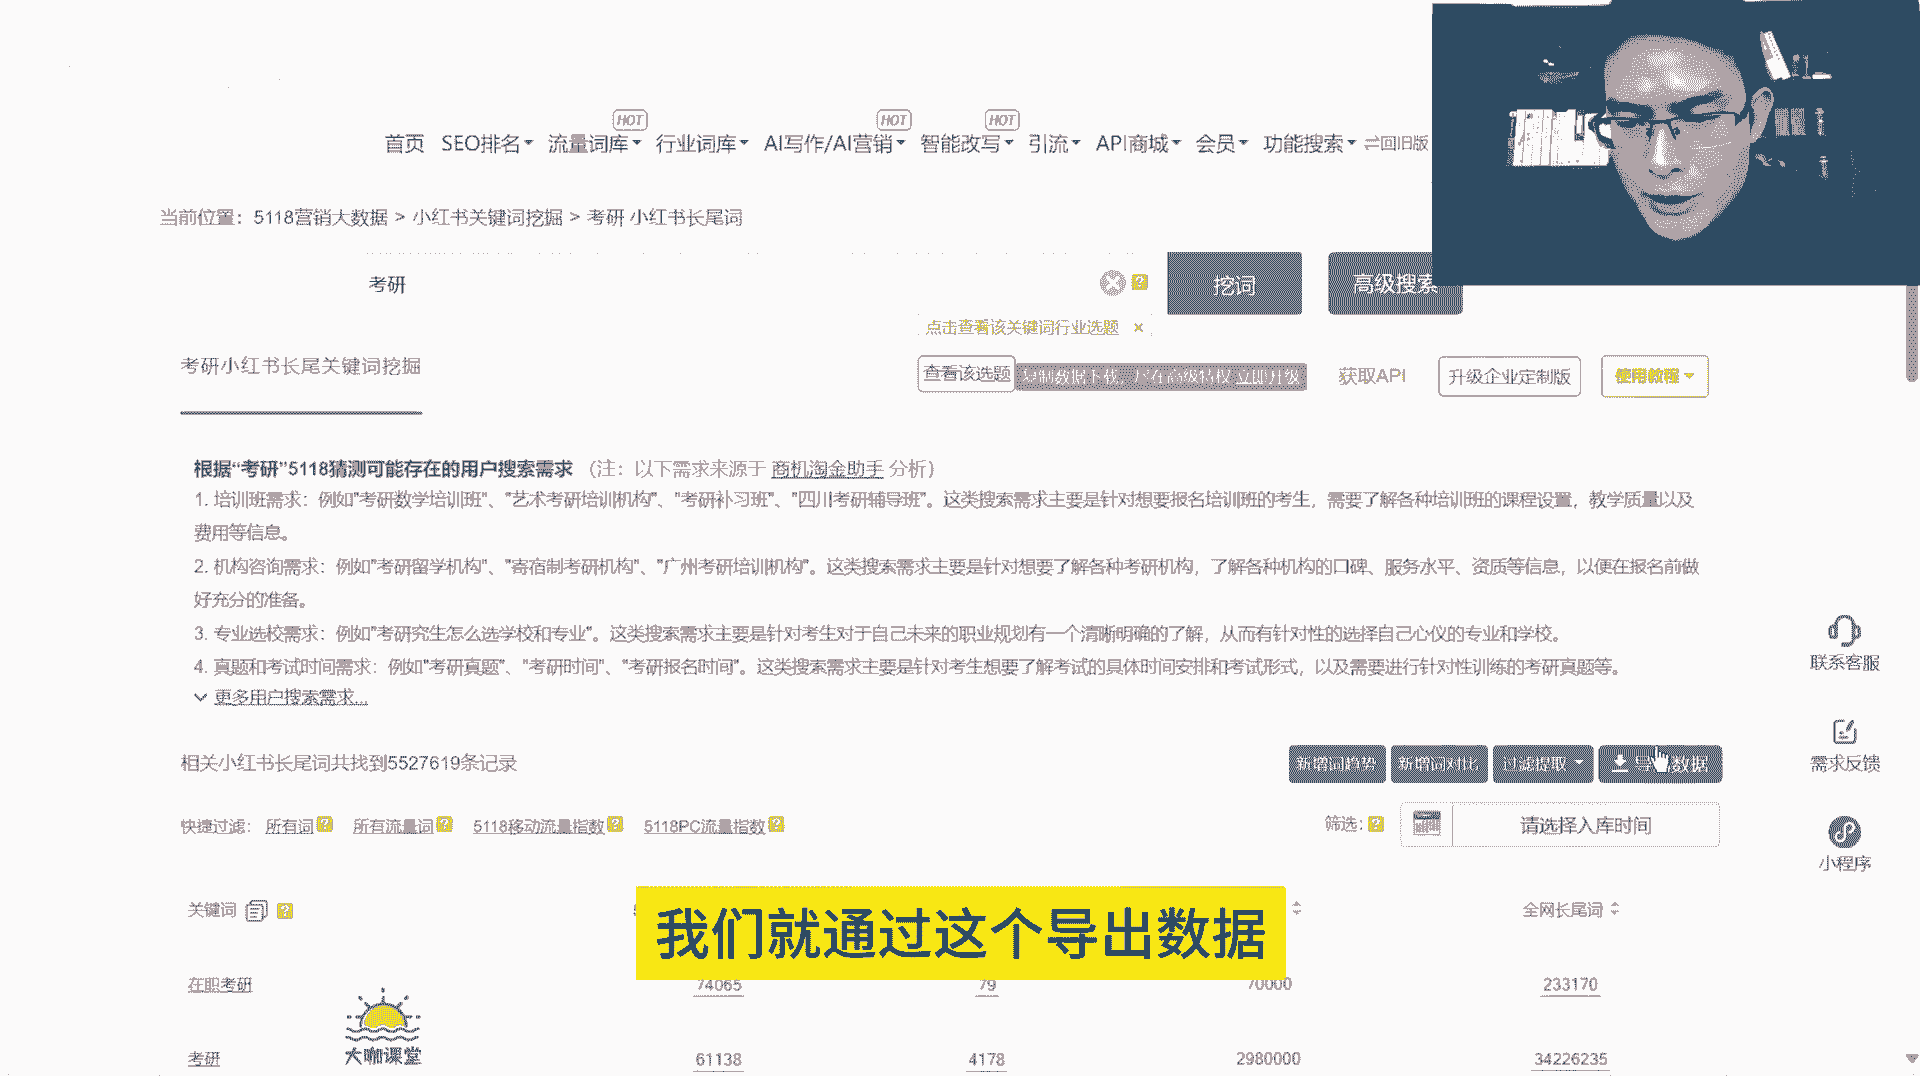 HOT HOT HOT
首页 SEO排名 流量词库 行业词库 AI写作/AI营销 智能改写 引流 API商城 会员 功能搜索 回旧版
当前位置：5118营销大数据 > 小红书关键词挖掘 > 考研 小红书长尾词
考研 挖词 高级搜索
点击查看该关键词行业选题 ×
考研小红书长尾关键词挖掘
查看该选题 立即升级 获取API 升级企业定制版 使用教程
根据“考研”5118猜测可能存在的用户搜索需求 （注：以下需求来源于 商机淘金助手 分析）
1. 培训班需求：例如"考研数学培训班"、"艺术考研培训机构"、"考研补习班"、"四川考研辅导班"。这类搜索需求主要是针对想要报名培训班的考生，需要了解各种培训班的课程设置，教学质量以及
费用等信息。
2. 机构咨询需求：例如"考研留学机构"、"寄宿制考研机构"、"广州考研培训机构"。这类搜索需求主要是针对想要了解各种考研机构，了解各种机构的口碑、服务水平、资质等信息，以便在报名前做
好充分的准备。
3. 专业选校需求：例如"考研究生怎么选学校和专业"。这类搜索需求主要是针对考生对于自己未来的职业规划有一个清晰明确的了解，从而有针对性的选择自己心仪的专业和学校。
4. 真题和考试时间需求：例如"考研真题"、"考研时间"、"考研报名时间"。这类搜索需求主要是针对考生想要了解考试的具体时间安排和考试形式，以及需要进行针对性训练的考研真题等。
更多用户搜索需求...
联系客服
需求反馈
小程序
相关小红书长尾词共找到5527619条记录
新增词趋势 新增词对比 过滤提取 数据
快捷过滤： 所有词 所有流量词 5118移动流量指数 5118PC流量指数 筛选： 请选择入库时间
关键词 全网长尾词
我们就通过这个导出数据
在职考研 74065 79 70000 233170
大咖课堂
考研 61138 4178 2980000 34226235